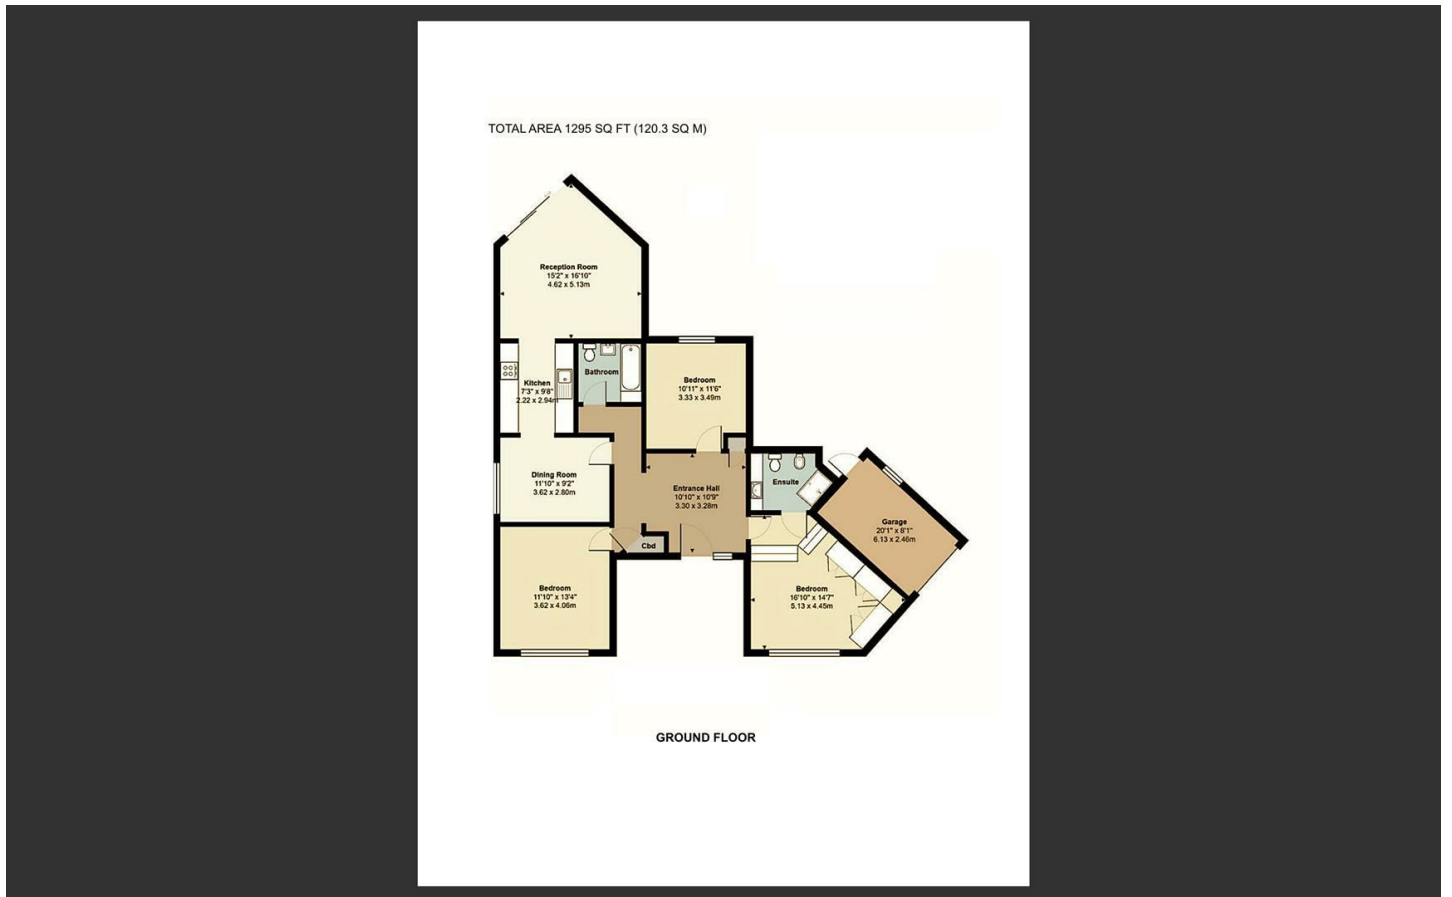 TOTAL AREA 1295 SQ FT (120.3 SQ M)
Reception Room
15'2" x 16'10"
4.62 x 5.13m
Kitchen
7'3" x 9'8"
2.22 x 2.94m
Bathroom
Bedroom
10'11" x 11'6"
3.33 x 3.49m
Dining Room
11'10" x 9'2"
3.62 x 2.80m
Entrance Hall
10'10" x 10'9"
3.30 x 3.28m
Ensuite
Garage
20'1" x 8'1"
6.13 x 2.46m
Cbd
Bedroom
11'10" x 13'4"
3.62 x 4.06m
Bedroom
16'10" x 14'7"
5.13 x 4.45m
GROUND FLOOR